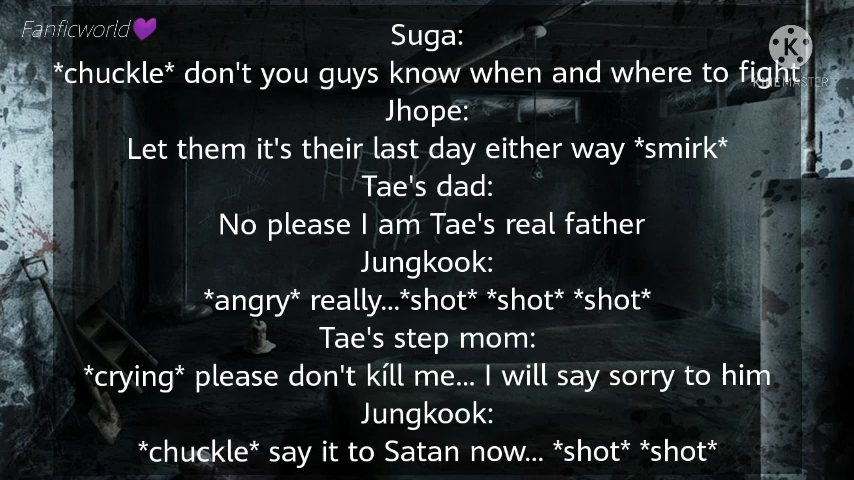 Fanficworld💜
Suga:
*chuckle* don't you guys know when and where to fight
Jhope:
Let them it's their last day either way *smirk*
Tae's dad:
No please I am Tae's real father
Jungkook:
*angry* really...*shot* *shot* *shot*
Tae's step mom:
*crying* please don't kíll me... I will say sorry to him
Jungkook:
*chuckle* say it to Satan now... *shot* *shot*
K
KINEMASTER